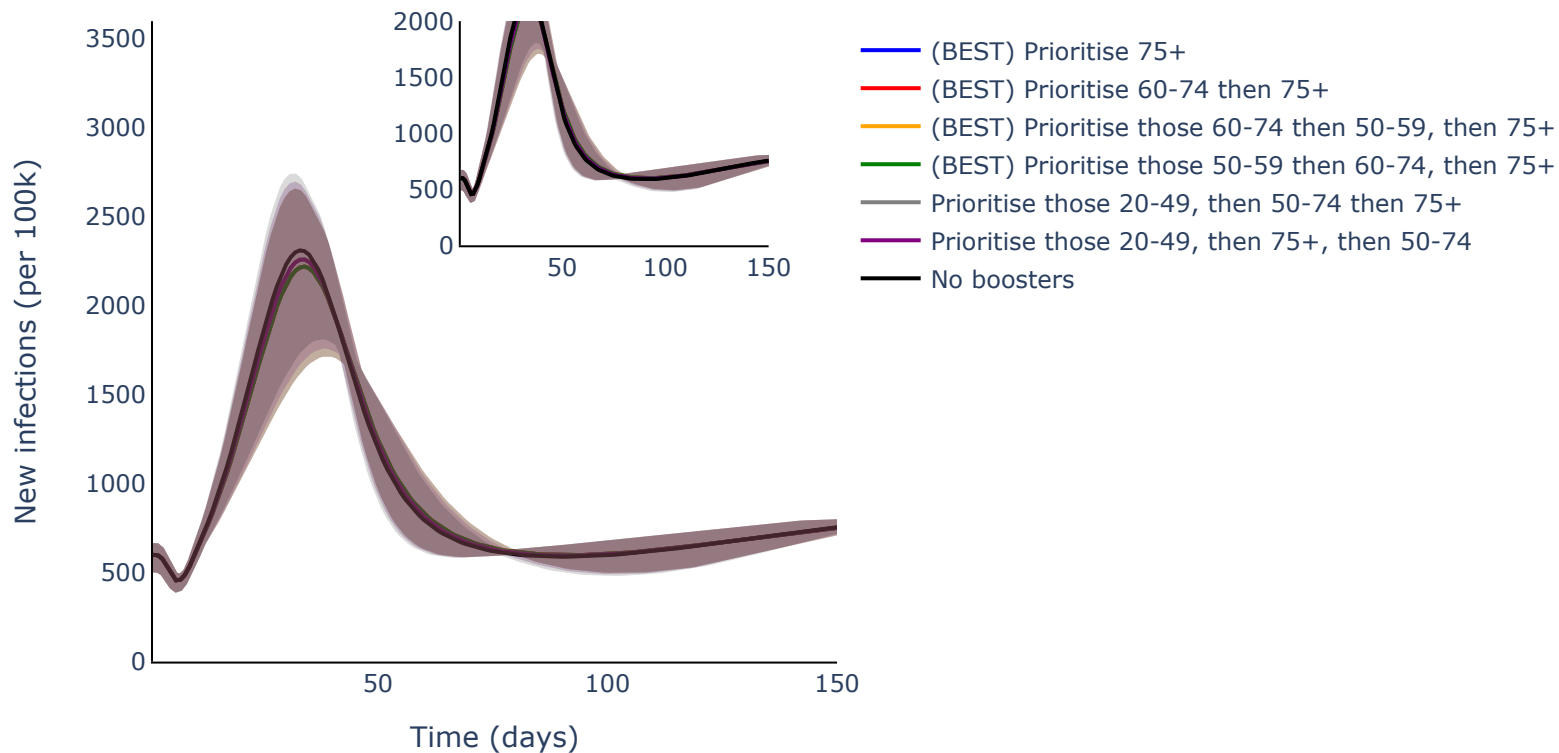 3500
3000
2500
2000
1500
1000
500
0
New infections (per 100k)
50
100
150
Time (days)
2000
1500
1000
500
0
50
100
150
(BEST) Prioritise 75+
(BEST) Prioritise 60-74 then 75+
(BEST) Prioritise those 60-74 then 50-59, then 75+
(BEST) Prioritise those 50-59 then 60-74, then 75+
Prioritise those 20-49, then 50-74 then 75+
Prioritise those 20-49, then 75+, then 50-74
No boosters